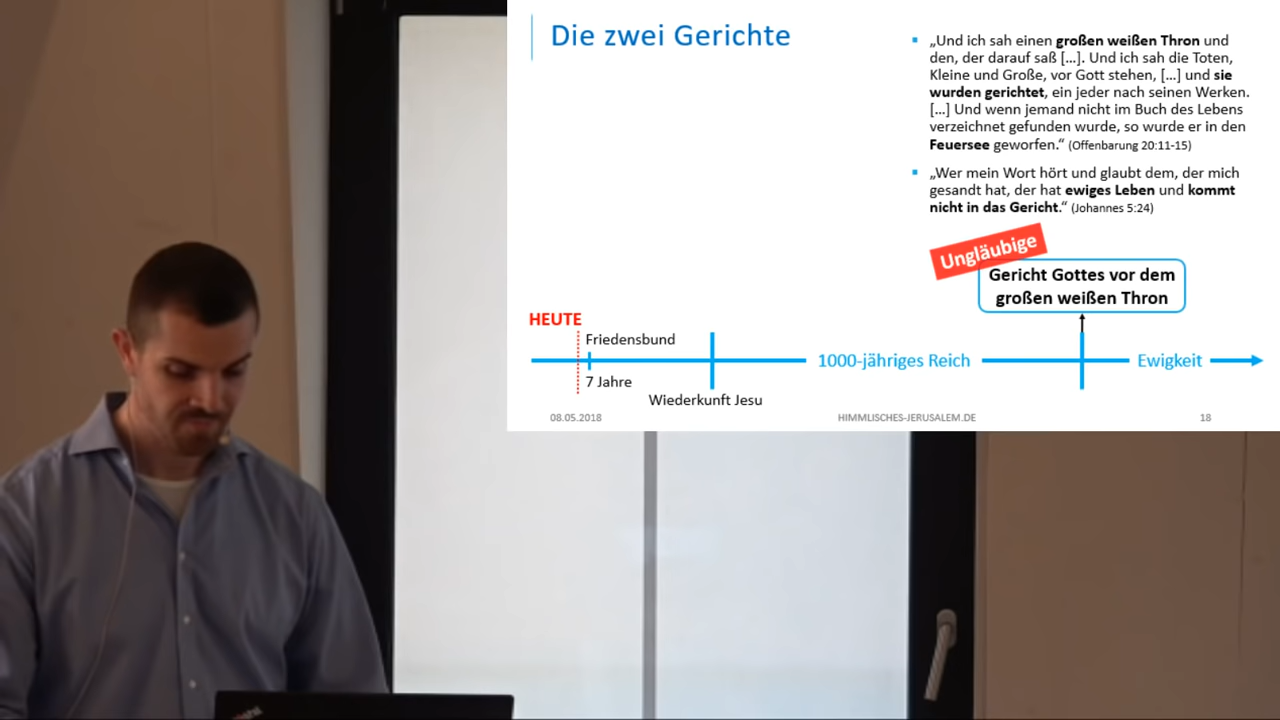 Die zwei Gerichte
„Und ich sah einen großen weißen Thron und
den, der darauf saß [...]. Und ich sah die Toten,
Kleine und Große, vor Gott stehen, [...] und sie
wurden gerichtet, ein jeder nach seinen Werken.
[...] Und wenn jemand nicht im Buch des Lebens
verzeichnet gefunden wurde, so wurde er in den
Feuersee geworfen.“ (Offenbarung 20:11-15)
„Wer mein Wort hört und glaubt dem, der mich
gesandt hat, der hat ewiges Leben und kommt
nicht in das Gericht.“ (Johannes 5:24)
Ungläubige
Gericht Gottes vor dem
großen weißen Thron
HEUTE
Friedensbund
1000-jähriges Reich
Ewigkeit
7 Jahre
Wiederkunft Jesu
08.05.2018
HIMMLISCHES-JERUSALEM.DE
18